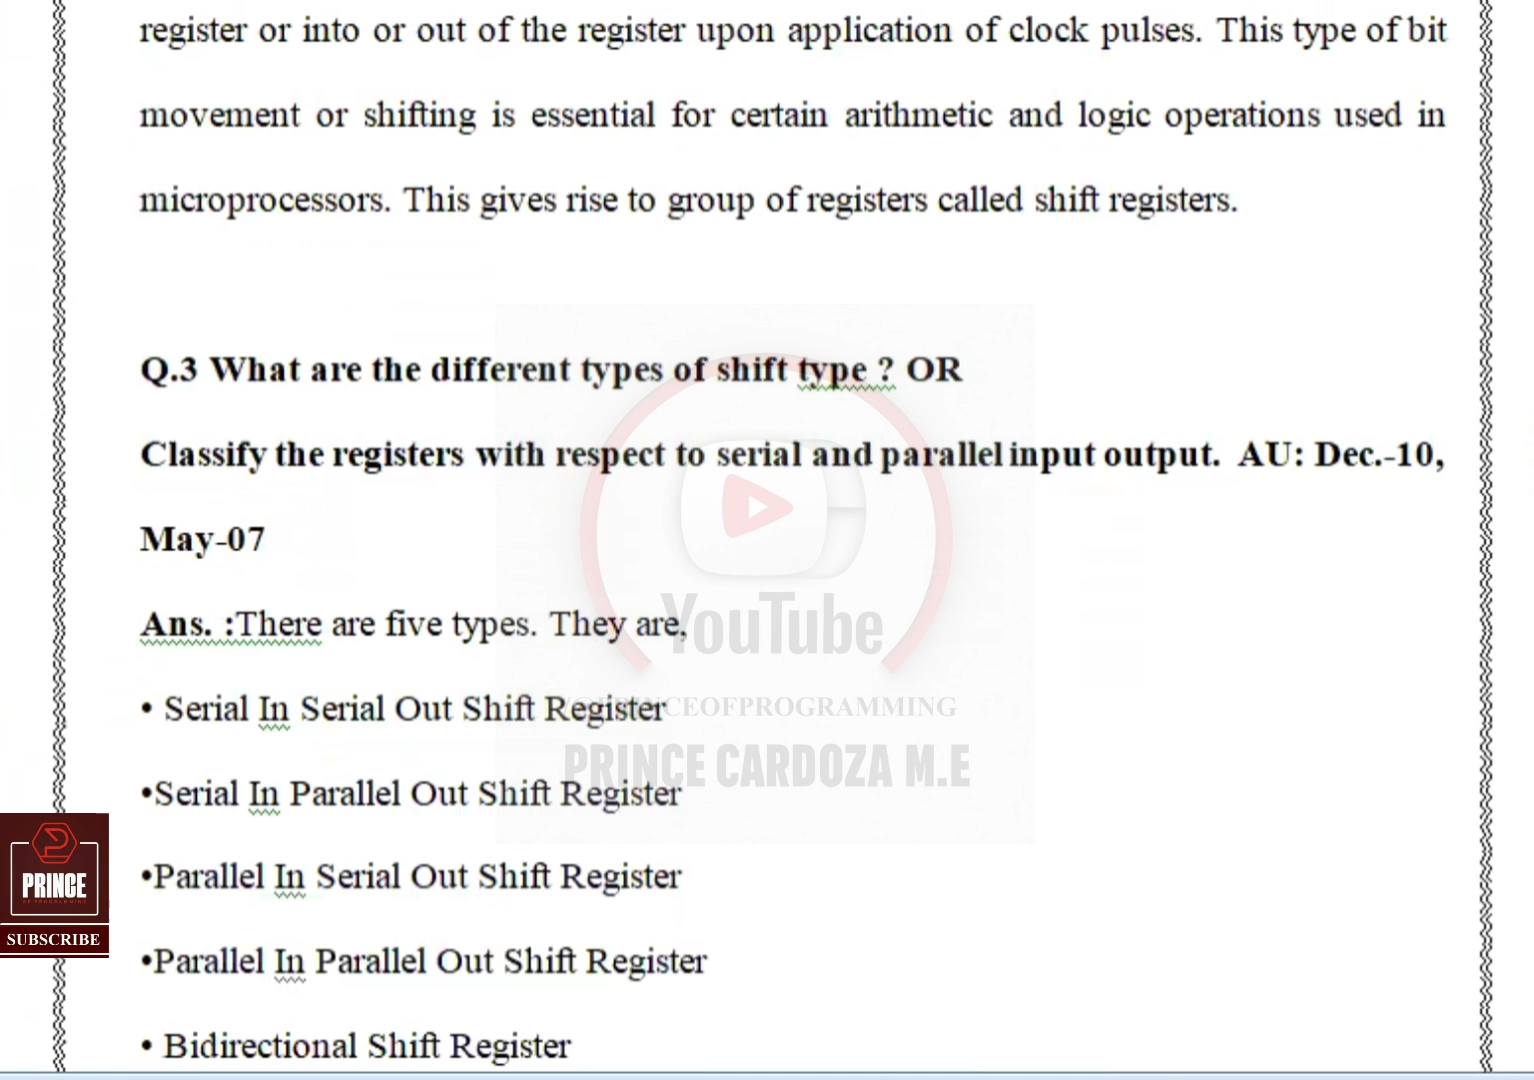 register or into or out of the register upon application of clock pulses. This type of bit
movement or shifting is essential for certain arithmetic and logic operations used in
microprocessors. This gives rise to group of registers called shift registers.
Q.3 What are the different types of shift type ? OR
Classify the registers with respect to serial and parallel input output. AU: Dec.-10,
May-07
Ans. :There are five types. They are,
YouTube
• Serial In Serial Out Shift Register
PRINCEOFPROGRAMMING
PRINCE CARDOZA M.E
•Serial In Parallel Out Shift Register
•Parallel In Serial Out Shift Register
•Parallel In Parallel Out Shift Register
• Bidirectional Shift Register
PRINCE
OF PROGRAMMING
SUBSCRIBE